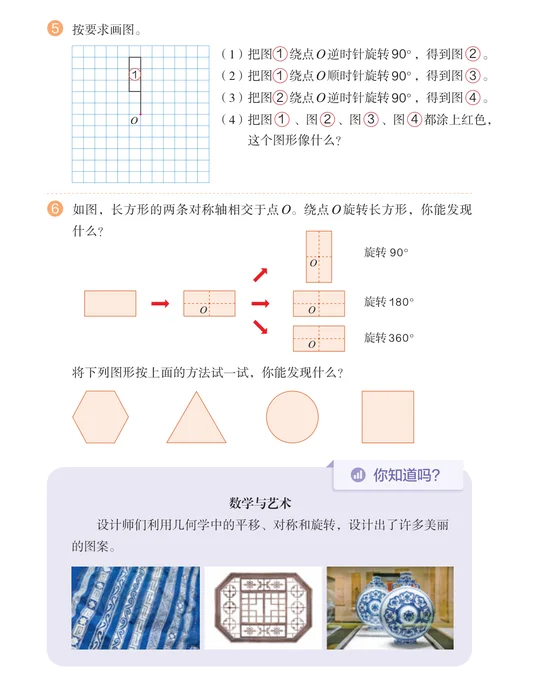 5 按要求画图。
①
O
(1)把图①绕点O逆时针旋转90°，得到图②。
(2)把图①绕点O顺时针旋转90°，得到图③。
(3)把图②绕点O逆时针旋转90°，得到图④。
(4)把图①、图②、图③、图④都涂上红色，
这个图形像什么？
6 如图，长方形的两条对称轴相交于点O。绕点O旋转长方形，你能发现
什么？
O 旋转90°
O O 旋转180°
O 旋转360°
将下列图形按上面的方法试一试，你能发现什么？
你知道吗？
数学与艺术
设计师们利用几何学中的平移、对称和旋转，设计出了许多美丽
的图案。